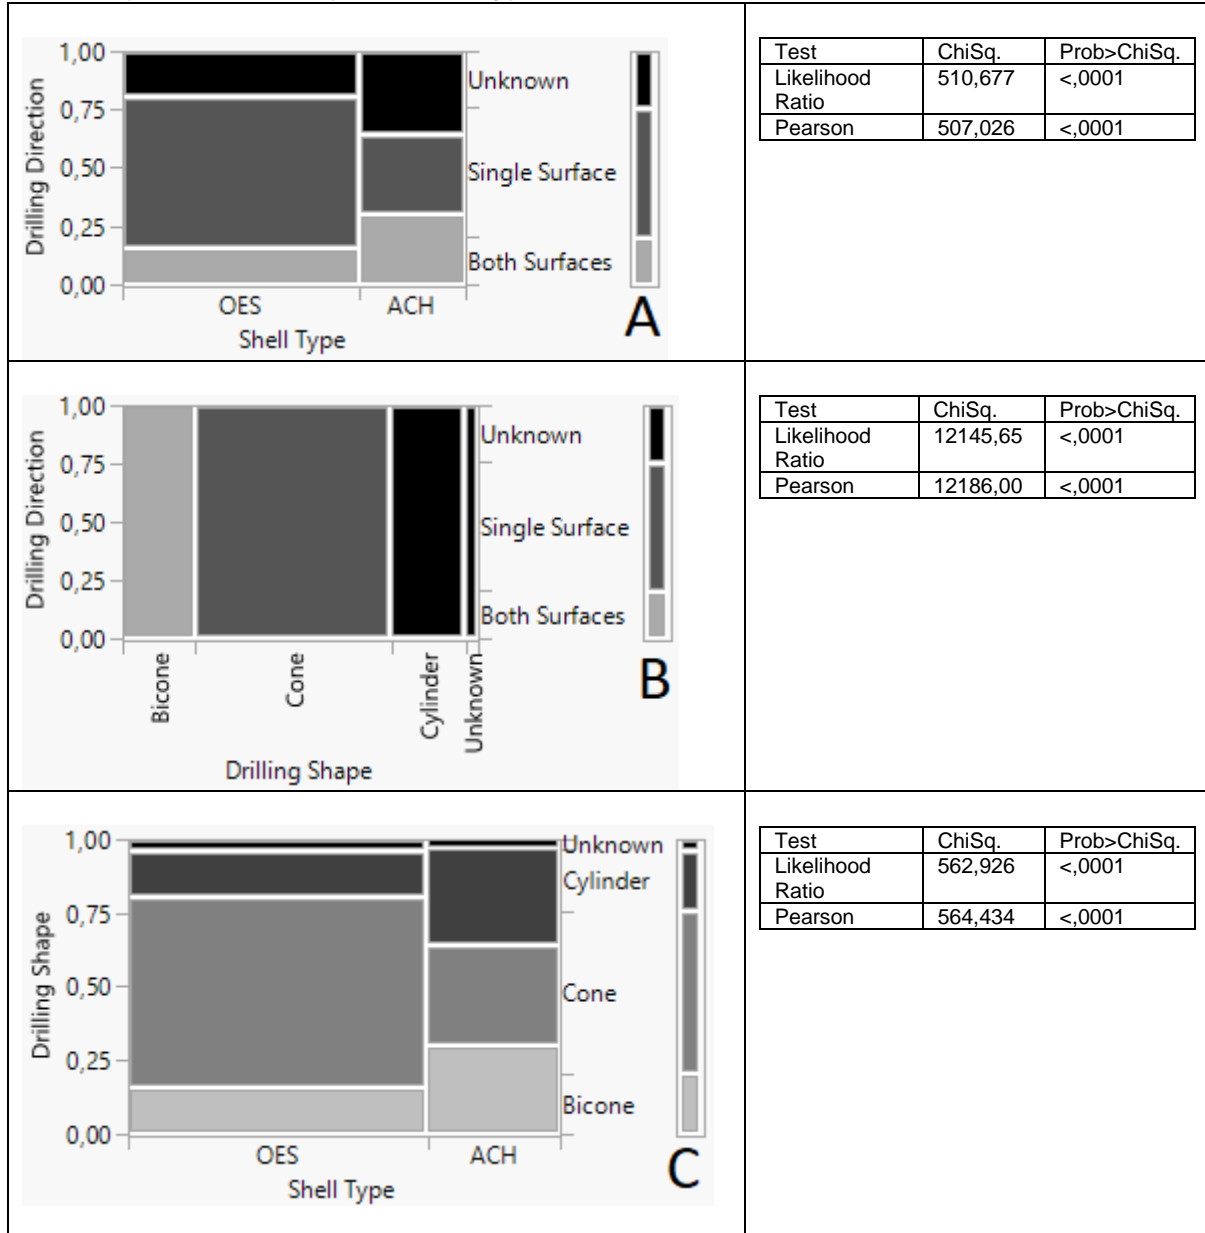 1,00
0,75
0,50
0,25
0,00
Drilling Direction
Unknown
Single Surface
Both Surfaces
OES ACH
Shell Type
A
Test ChiSq. Prob>ChiSq.
Likelihood Ratio 510,677 <,0001
Pearson 507,026 <,0001
1,00
0,75
0,50
0,25
0,00
Drilling Direction
Unknown
Single Surface
Both Surfaces
Bicone Cone Cylinder Unknown
Drilling Shape
B
Test ChiSq. Prob>ChiSq.
Likelihood Ratio 12145,65 <,0001
Pearson 12186,00 <,0001
1,00
0,75
0,50
0,25
0,00
Drilling Shape
Unknown
Cylinder
Cone
Bicone
OES ACH
Shell Type
C
Test ChiSq. Prob>ChiSq.
Likelihood Ratio 562,926 <,0001
Pearson 564,434 <,0001